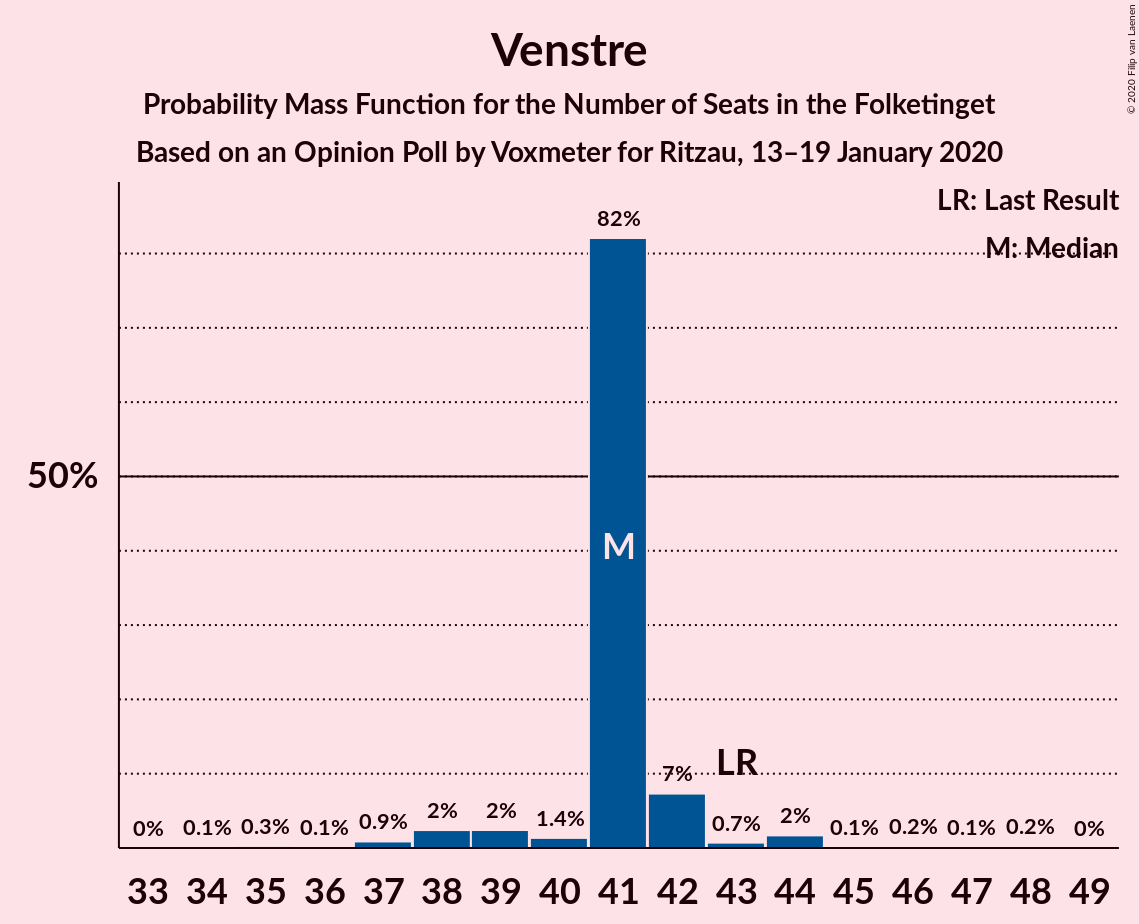 Venstre
Probability Mass Function for the Number of Seats in the Folketinget
Based on an Opinion Poll by Voxmeter for Ritzau, 13–19 January 2020
© 2020 Filip van Laenen
LR: Last Result
M: Median
50%
82%
M
LR
0% 0.1% 0.3% 0.1% 0.9% 2% 2% 1.4% 7% 0.7% 2% 0.1% 0.2% 0.1% 0.2% 0%
33 34 35 36 37 38 39 40 41 42 43 44 45 46 47 48 49